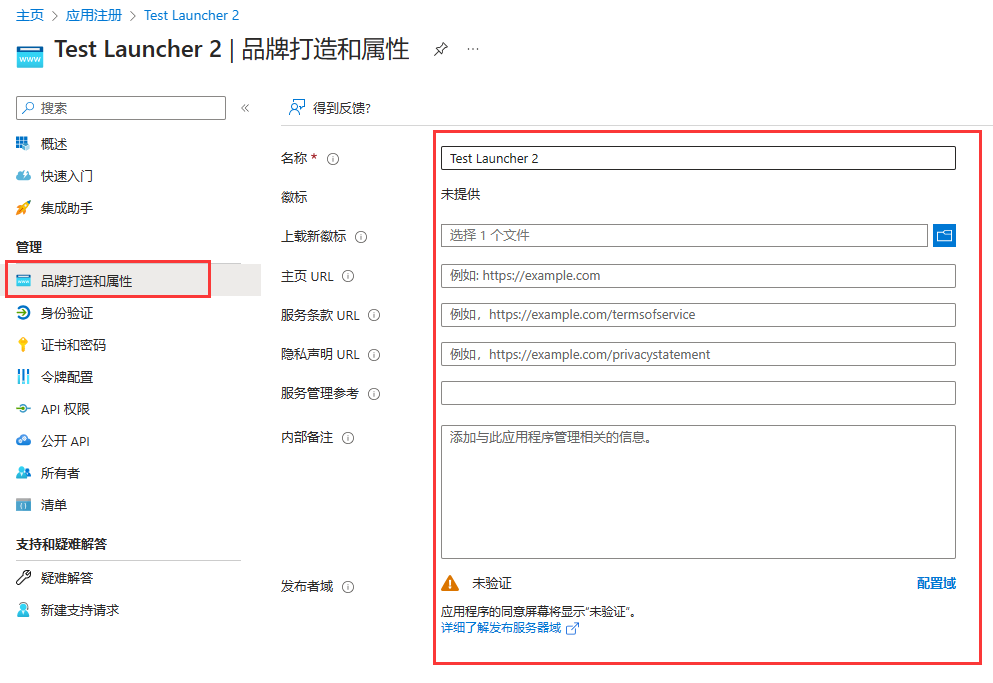 主页 > 应用注册 > Test Launcher 2
Test Launcher 2 | 品牌打造和属性
搜索
概述
快速入门
集成助手
管理
品牌打造和属性
身份验证
证书和密码
令牌配置
API 权限
公开 API
所有者
清单
支持和疑难解答
疑难解答
新建支持请求
得到反馈?
名称 * Test Launcher 2
徽标 未提供
上载新徽标 选择 1 个文件
主页 URL 例如: https://example.com
服务条款 URL 例如，https://example.com/termsofservice
隐私声明 URL 例如，https://example.com/privacystatement
服务管理参考
内部备注 添加与此应用程序管理相关的信息。
发布者域 未验证 配置域
应用程序的同意屏幕将显示“未验证”。
详细了解发布服务器域